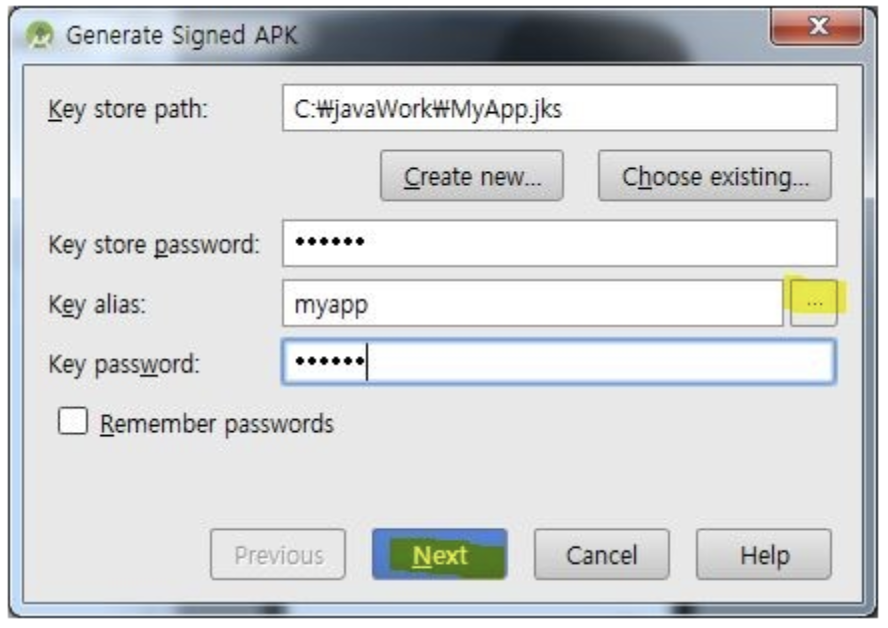 Generate Signed APK
Key store path: C:₩javaWork₩MyApp.jks
Create new... Choose existing...
Key store password: ••••••
Key alias: myapp ...
Key password: ••••••
Remember passwords
Previous Next Cancel Help